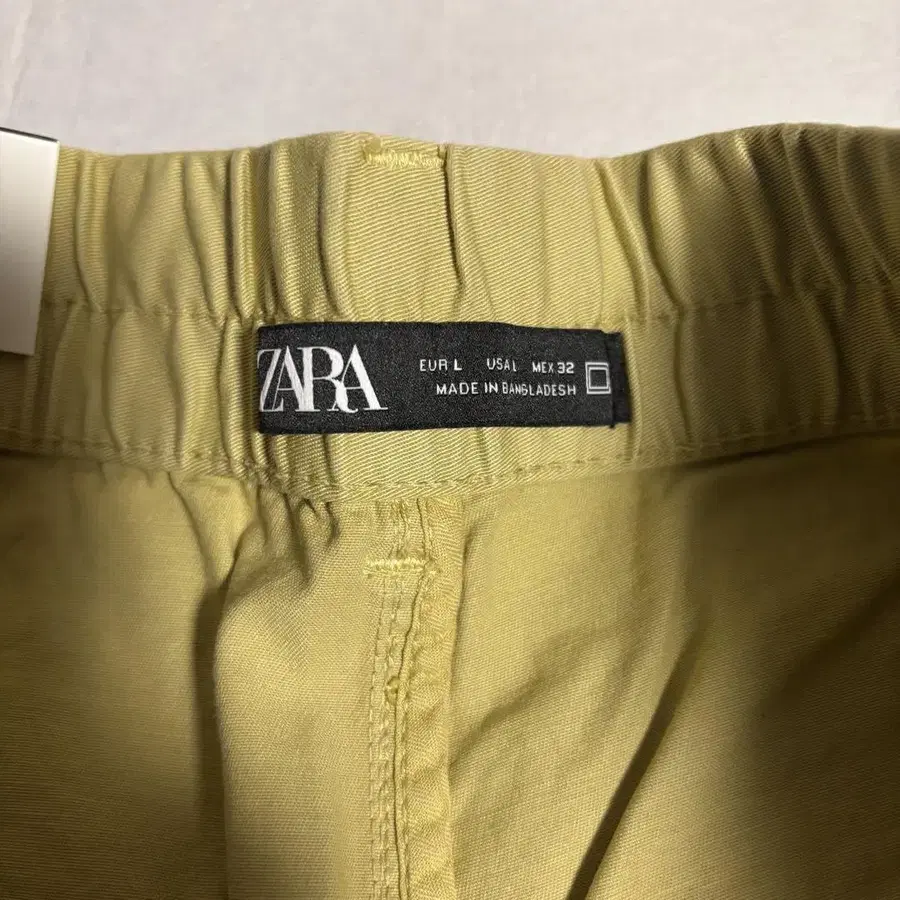 ZARA
EUR L USA L MEX 32
MADE IN BANGLADESH